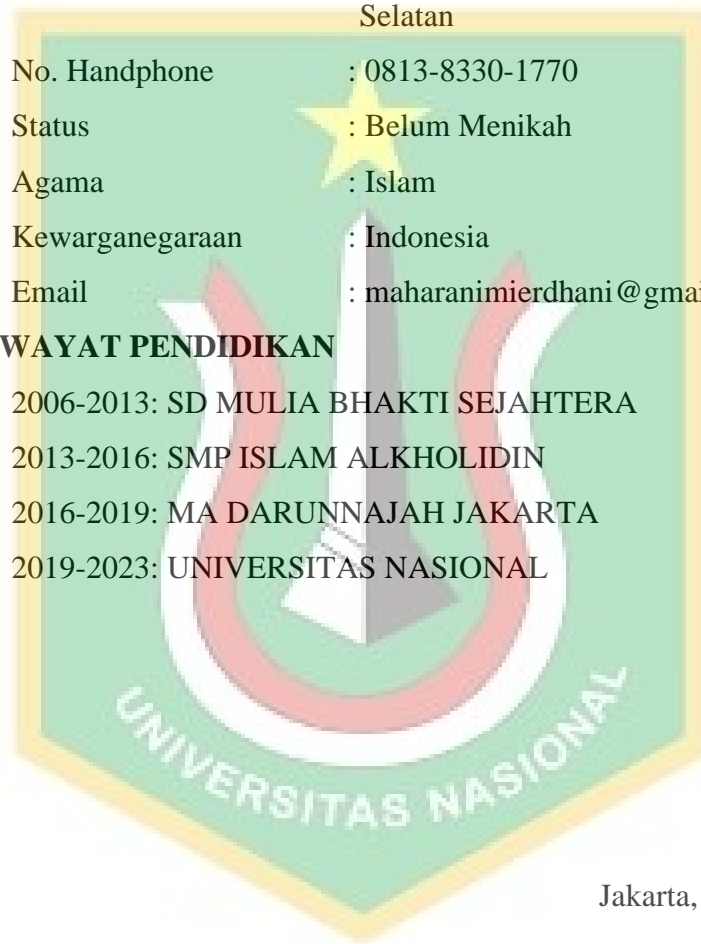 Selatan
No. Handphone : 0813-8330-1770
Status : Belum Menikah
Agama : Islam
Kewarganegaraan : Indonesia
Email : maharanimierdhani@gmai
WAYAT PENDIDIKAN
2006-2013: SD MULIA BHAKTI SEJAHTERA
2013-2016: SMP ISLAM ALKHOLIDIN
2016-2019: MA DARUNNAJAH JAKARTA
2019-2023: UNIVERSITAS NASIONAL
UNIVERSITAS NASIONAL
Jakarta,